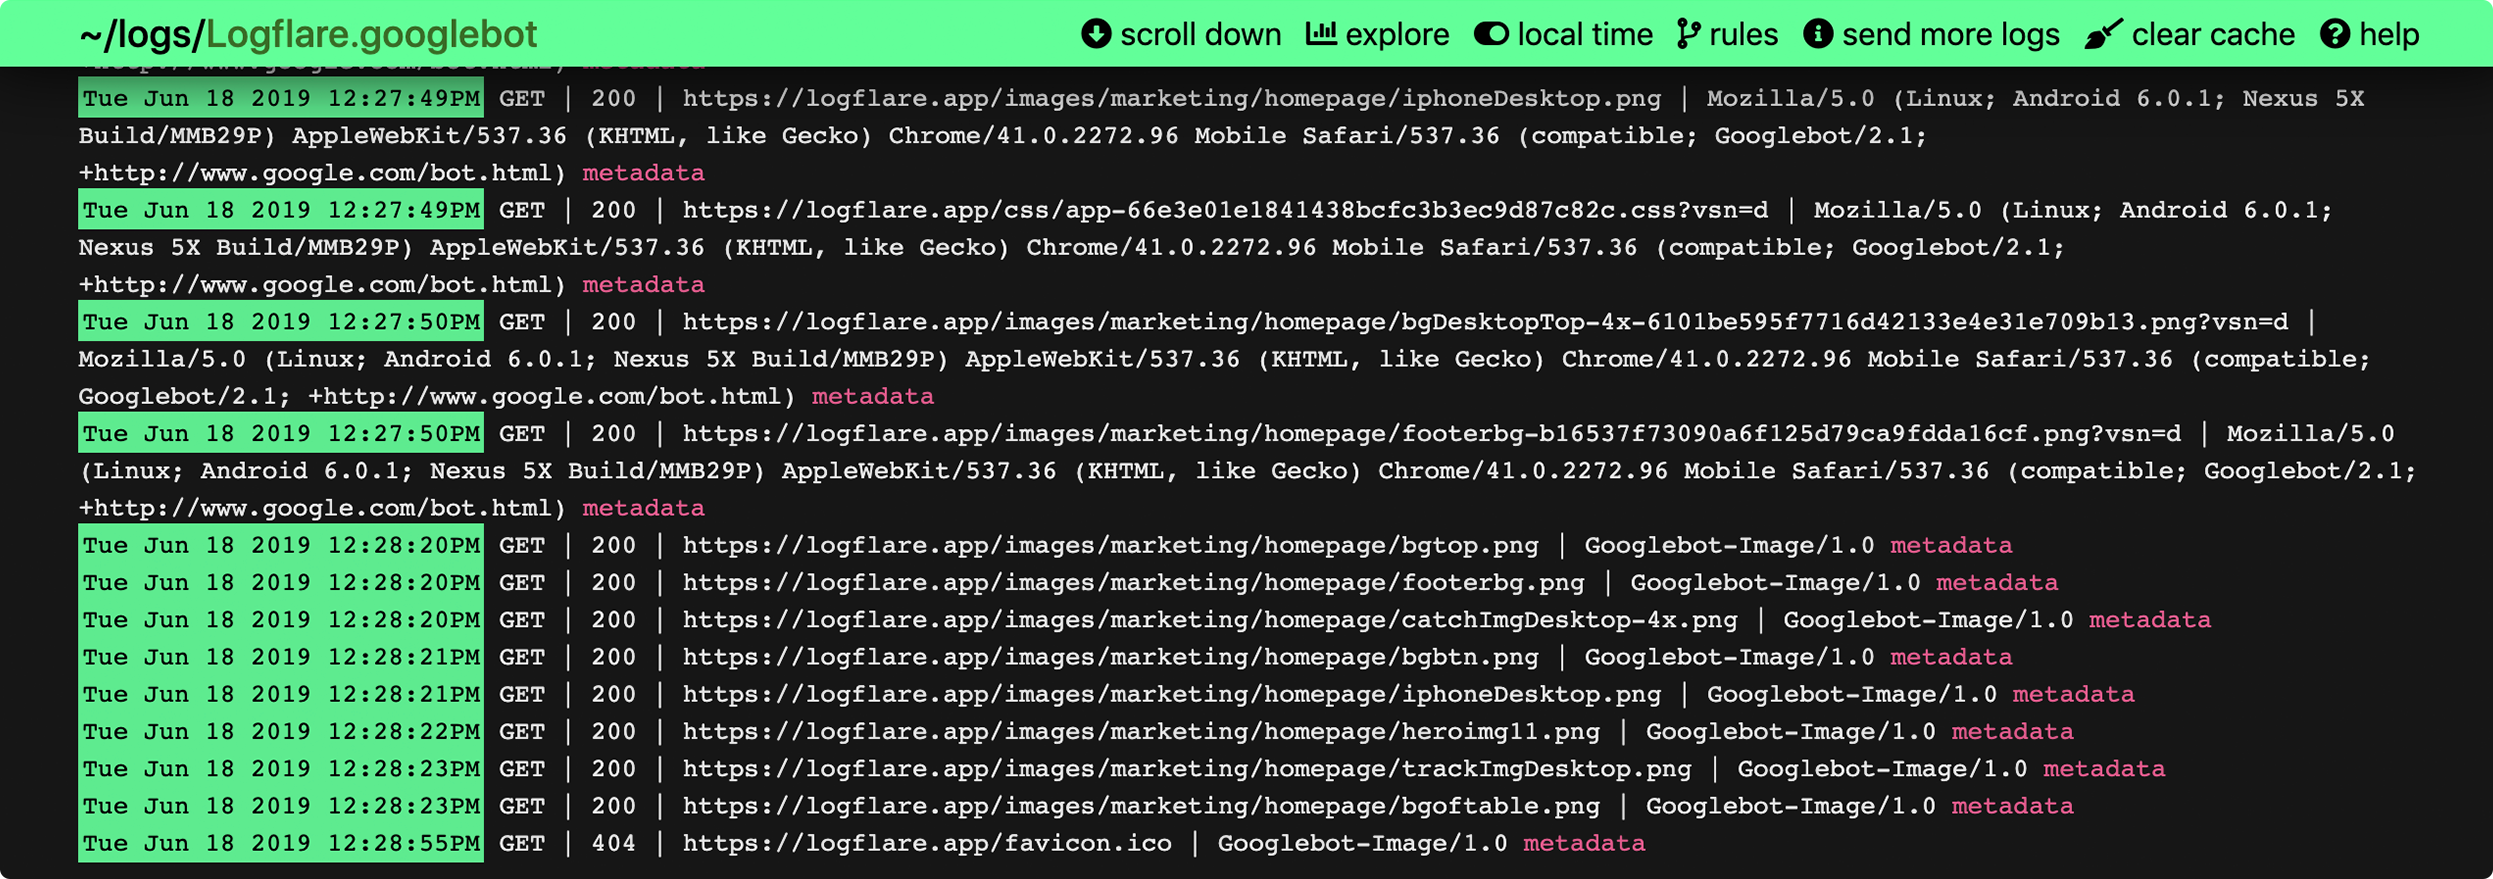 ~/logs/Logflare.googlebot scroll down explore local time rules send more logs clear cache help
Tue Jun 18 2019 12:27:49PM GET | 200 | https://logflare.app/images/marketing/homepage/iphoneDesktop.png | Mozilla/5.0 (Linux; Android 6.0.1; Nexus 5X
Build/MMB29P) AppleWebKit/537.36 (KHTML, like Gecko) Chrome/41.0.2272.96 Mobile Safari/537.36 (compatible; Googlebot/2.1;
+http://www.google.com/bot.html) metadata
Tue Jun 18 2019 12:27:49PM GET | 200 | https://logflare.app/css/app-66e3e01e1841438bcfc3b3ec9d87c82c.css?vsn=d | Mozilla/5.0 (Linux; Android 6.0.1;
Nexus 5X Build/MMB29P) AppleWebKit/537.36 (KHTML, like Gecko) Chrome/41.0.2272.96 Mobile Safari/537.36 (compatible; Googlebot/2.1;
+http://www.google.com/bot.html) metadata
Tue Jun 18 2019 12:27:50PM GET | 200 | https://logflare.app/images/marketing/homepage/bgDesktopTop-4x-6101be595f7716d42133e4e31e709b13.png?vsn=d |
Mozilla/5.0 (Linux; Android 6.0.1; Nexus 5X Build/MMB29P) AppleWebKit/537.36 (KHTML, like Gecko) Chrome/41.0.2272.96 Mobile Safari/537.36 (compatible;
Googlebot/2.1; +http://www.google.com/bot.html) metadata
Tue Jun 18 2019 12:27:50PM GET | 200 | https://logflare.app/images/marketing/homepage/footerbg-b16537f73090a6f125d79ca9fdda16cf.png?vsn=d | Mozilla/5.0
(Linux; Android 6.0.1; Nexus 5X Build/MMB29P) AppleWebKit/537.36 (KHTML, like Gecko) Chrome/41.0.2272.96 Mobile Safari/537.36 (compatible; Googlebot/2.1;
+http://www.google.com/bot.html) metadata
Tue Jun 18 2019 12:28:20PM GET | 200 | https://logflare.app/images/marketing/homepage/bgtop.png | Googlebot-Image/1.0 metadata
Tue Jun 18 2019 12:28:20PM GET | 200 | https://logflare.app/images/marketing/homepage/footerbg.png | Googlebot-Image/1.0 metadata
Tue Jun 18 2019 12:28:20PM GET | 200 | https://logflare.app/images/marketing/homepage/catchImgDesktop-4x.png | Googlebot-Image/1.0 metadata
Tue Jun 18 2019 12:28:21PM GET | 200 | https://logflare.app/images/marketing/homepage/bgbtn.png | Googlebot-Image/1.0 metadata
Tue Jun 18 2019 12:28:21PM GET | 200 | https://logflare.app/images/marketing/homepage/iphoneDesktop.png | Googlebot-Image/1.0 metadata
Tue Jun 18 2019 12:28:22PM GET | 200 | https://logflare.app/images/marketing/homepage/heroimg11.png | Googlebot-Image/1.0 metadata
Tue Jun 18 2019 12:28:23PM GET | 200 | https://logflare.app/images/marketing/homepage/trackImgDesktop.png | Googlebot-Image/1.0 metadata
Tue Jun 18 2019 12:28:23PM GET | 200 | https://logflare.app/images/marketing/homepage/bgoftable.png | Googlebot-Image/1.0 metadata
Tue Jun 18 2019 12:28:55PM GET | 404 | https://logflare.app/favicon.ico | Googlebot-Image/1.0 metadata